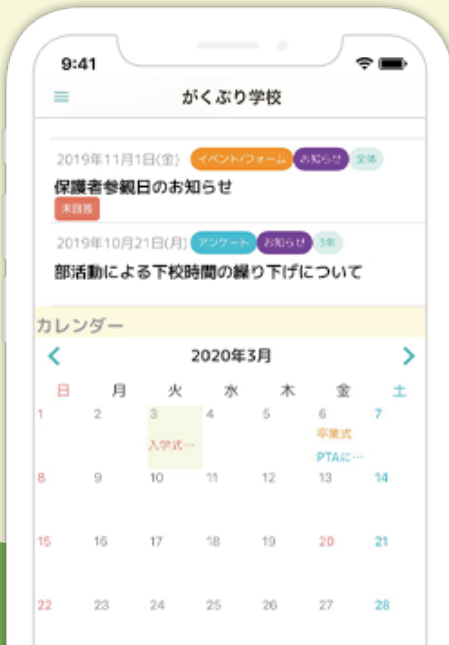 9:41
がくぷり学校
2019年11月1日(金) イベント/フォーム お知らせ 全体
保護者参観日のお知らせ
未回答
2019年10月21日(月) アンケート お知らせ 3年
部活動による下校時間の繰り下げについて
カレンダー
2020年3月
日 月 火 水 木 金 土
1 2 3 4 5 6 7
入学式… 卒業式
PTAに…
8 9 10 11 12 13 14
15 16 17 18 19 20 21
22 23 24 25 26 27 28